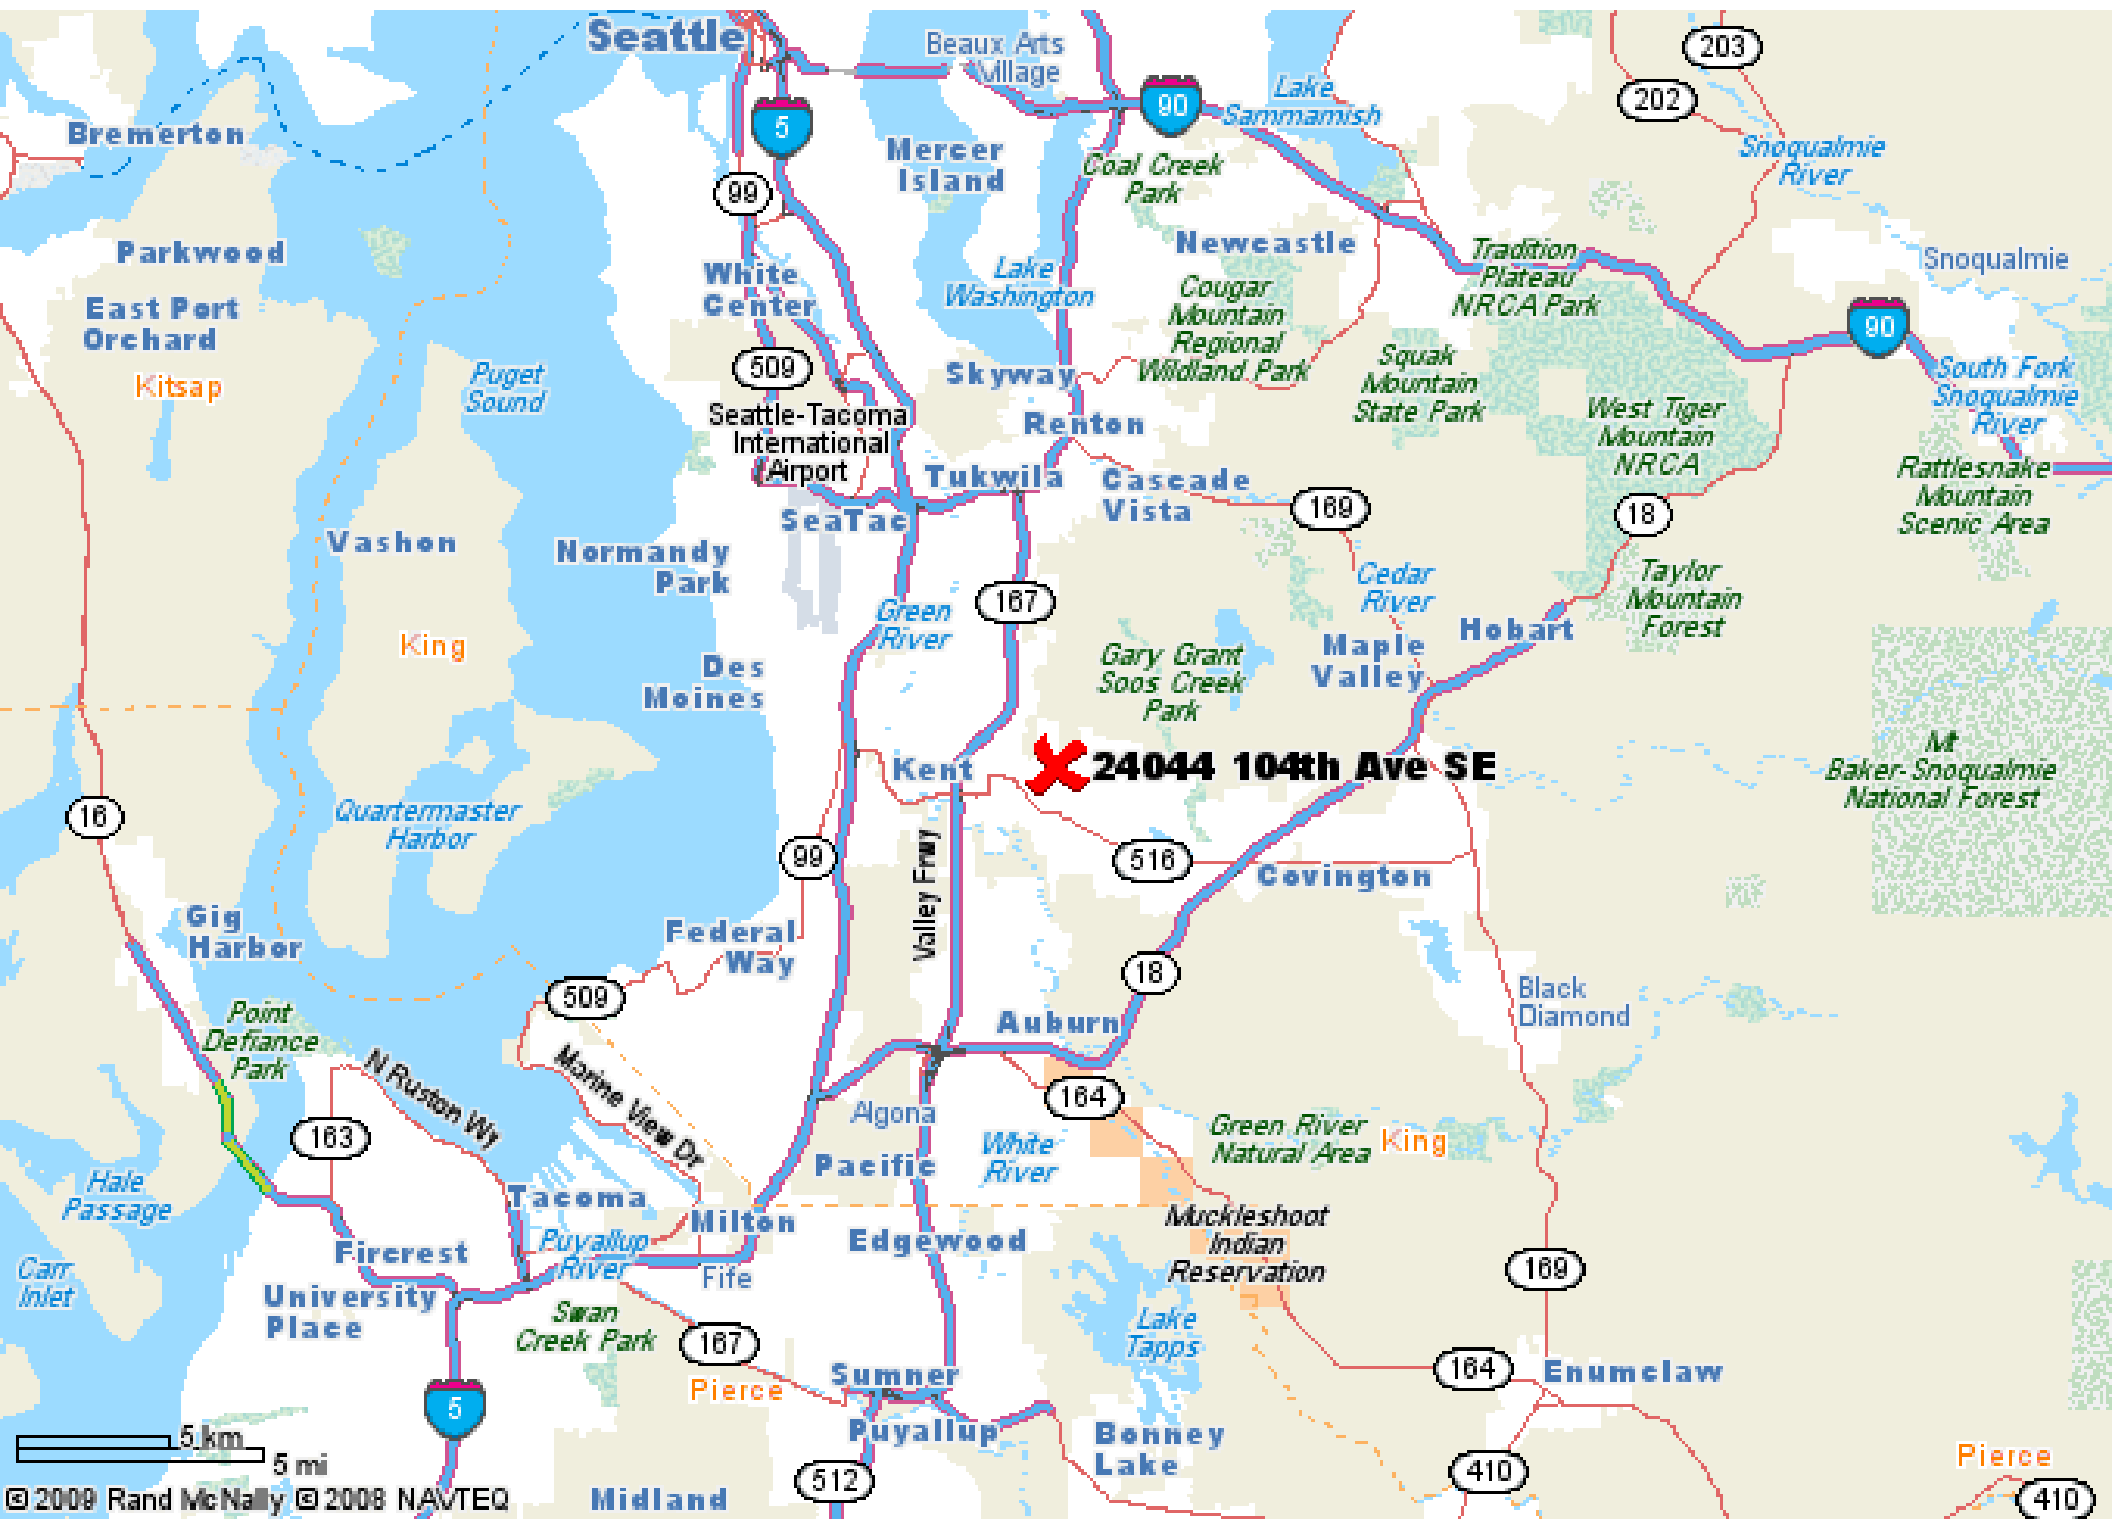 Seattle
Beaux Arts
Village
203
202
90
Lake
Sammamish
5
Bremerton
Mercer
Island
Coal Creek
Park
Snoqualmie
River
99
Parkwood
Newcastle
Tradition
Plateau
NRCA Park
Snoqualmie
White
Center
Lake
Washington
Cougar
Mountain
Regional
Wildland Park
East Port
Orchard
90
Kitsap
Puget
Sound
509
Skyway
Squak
Mountain
State Park
South Fork
Snoqualmie
River
Seattle-Tacoma
International
Airport
Renton
West Tiger
Mountain
NRCA
Tukwila
Cascade
Vista
169
18
Rattlesnake
Mountain
Scenic Area
SeaTac
Vashon
Normandy
Park
Green
River
167
Cedar
River
Taylor
Mountain
Forest
King
Hobart
Maple
Valley
Des
Moines
Gary Grant
Soos Creek
Park
Kent
24044 104th Ave SE
Mt
Baker-Snoqualmie
National Forest
16
Quartermaster
Harbor
99
Valley Frwy
516
Covington
Gig
Harbor
Federal
Way
18
509
Black
Diamond
Point
Defiance
Park
Auburn
N Ruston Wy
Marine View Dr
164
Algona
163
White
River
Green River
Natural Area
King
Pacific
Hale
Passage
Tacoma
Milton
Muckleshoot
Indian
Reservation
Fircrest
Puyallup
River
Edgewood
Carr
Inlet
Fife
169
University
Place
Swan
Creek Park
Lake
Tapps
167
Sumner
164
Enumclaw
Pierce
5
Puyallup
Bonney
Lake
5 km
5 mi
512
410
Pierce
410
© 2009 Rand McNally © 2008 NAVTEQ
Midland